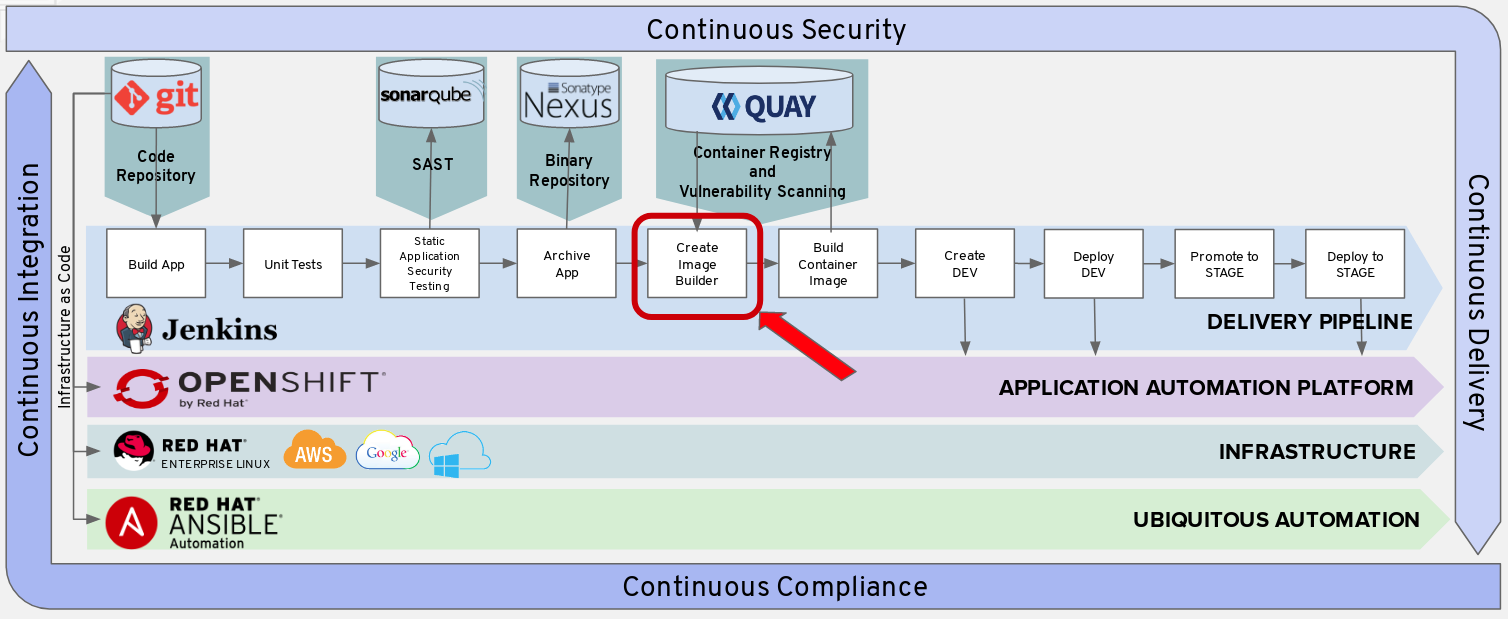 Continuous Security
Continuous Integration
Infrastructure as Code
git
Code
Repository
sonarqube
SAST
Sonatype
Nexus
Binary
Repository
QUAY
Container Registry
and
Vulnerability Scanning
Build App
Unit Tests
Static
Application
Security
Testing
Archive
App
Create
Image
Builder
Build
Container
Image
Create
DEV
Deploy
DEV
Promote to
STAGE
Deploy to
STAGE
Jenkins
DELIVERY PIPELINE
OPENSHIFT
by Red Hat
APPLICATION AUTOMATION PLATFORM
RED HAT
ENTERPRISE LINUX
AWS
Google
INFRASTRUCTURE
RED HAT
ANSIBLE
Automation
UBIQUITOUS AUTOMATION
Continuous Delivery
Continuous Compliance